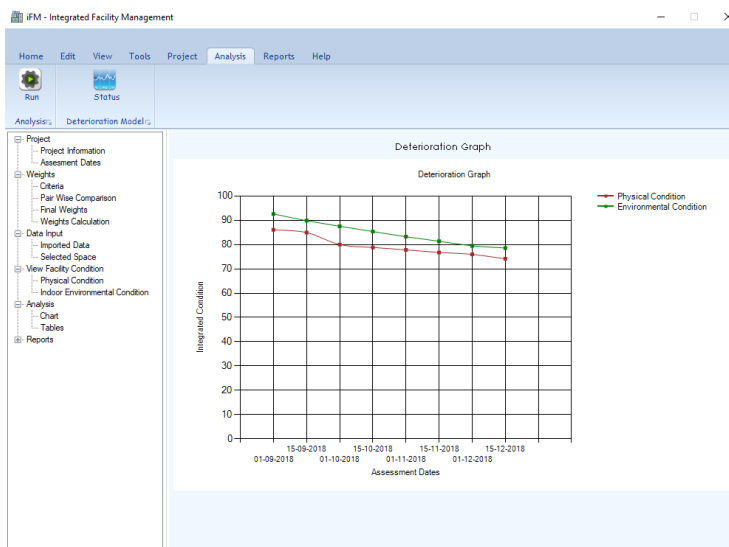 iFM - Integrated Facility Management
Home Edit View Tools Project Analysis Reports Help
Run Status
Analysis Deterioration Model
Project
Project Information
Assesment Dates
Weights
Criteria
Pair Wise Comparison
Final Weights
Weights Calculation
Data Input
Imported Data
Selected Space
View Facility Condition
Physical Condition
Indoor Environmental Condition
Analysis
Chart
Tables
Reports
Deterioration Graph
Deterioration Graph
Physical Condition
Environmental Condition
Integrated Condition
100
90
80
70
60
50
40
30
20
10
0
15-09-2018 15-10-2018 15-11-2018 15-12-2018
01-09-2018 01-10-2018 01-11-2018 01-12-2018
Assessment Dates